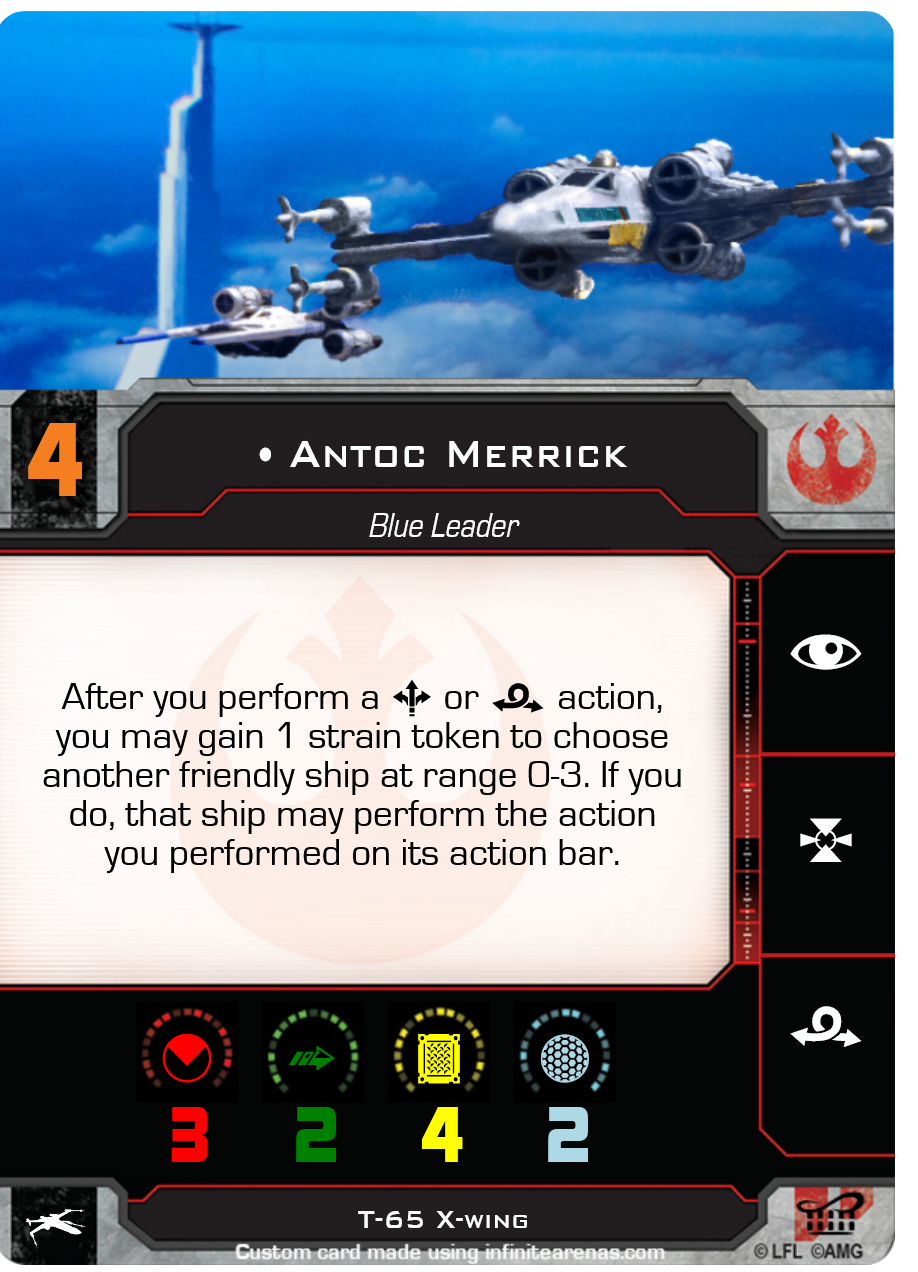 4
• Antoc Merrick
Blue Leader
After you perform a or action,
you may gain 1 strain token to choose
another friendly ship at range 0-3. If you
do, that ship may perform the action
you performed on its action bar.
3 2 4 2
T-65 X-wing
Custom card made using infinitearenas.com
© LFL ©AMG